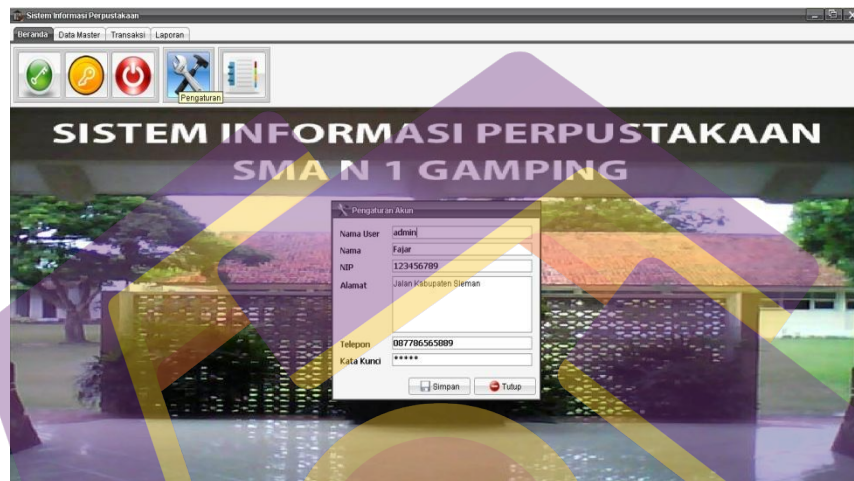 Sistem Informasi Perpustakaan
Beranda Data Master Transaksi Laporan
Pengaturan
SISTEM INFORMASI PERPUSTAKAAN
SMA N 1 GAMPING
Pengaturan Akun
Nama User admin
Nama Fajar
NIP 123456789
Alamat Jalan Kabupaten Sleman
Telepon 087786565889
Kata Kunci *****
Simpan Tutup